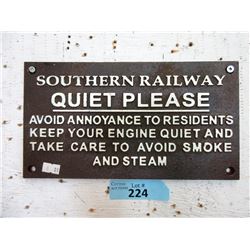 SOUTHERN RAILWAY
QUIET PLEASE
AVOID ANNOYANCE TO RESIDENTS
KEEP YOUR ENGINE QUIET AND
TAKE CARE TO AVOID SMOKE
AND STEAM
Lot #
224